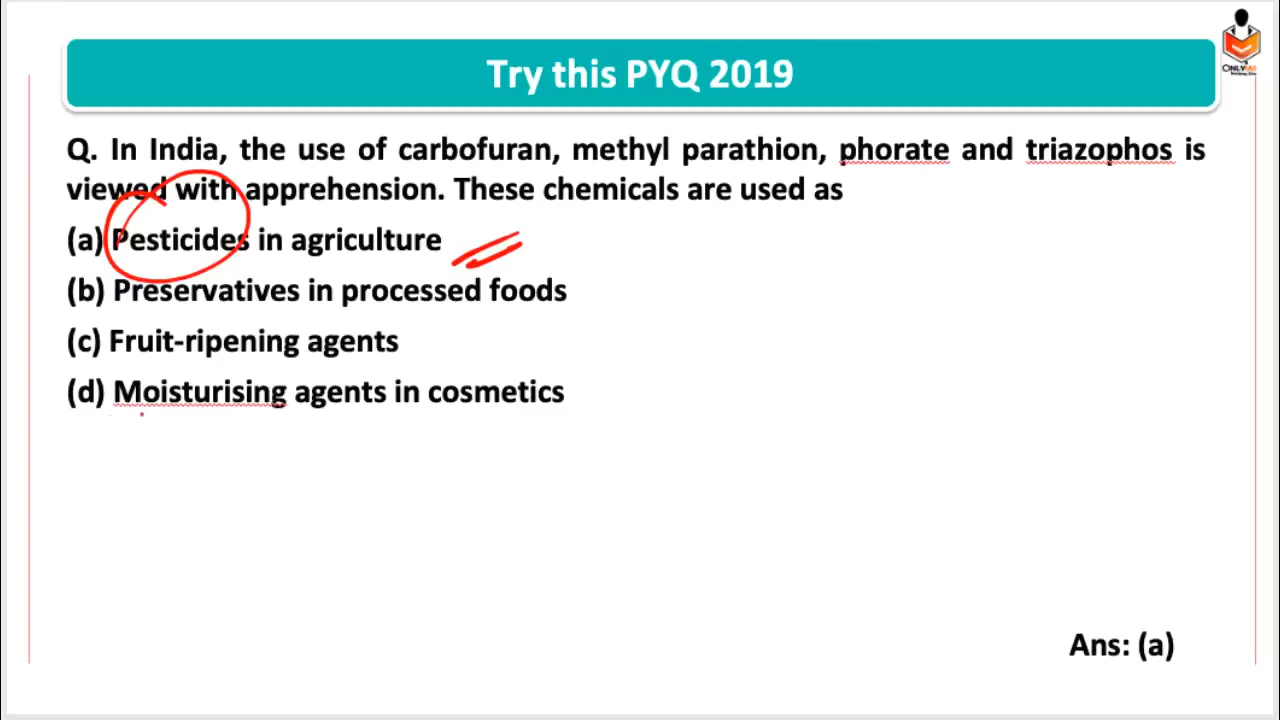 Try this PYQ 2019
ONLYIAS
Q. In India, the use of carbofuran, methyl parathion, phorate and triazophos is
viewed with apprehension. These chemicals are used as
(a) Pesticides in agriculture
(b) Preservatives in processed foods
(c) Fruit-ripening agents
(d) Moisturising agents in cosmetics
Ans: (a)